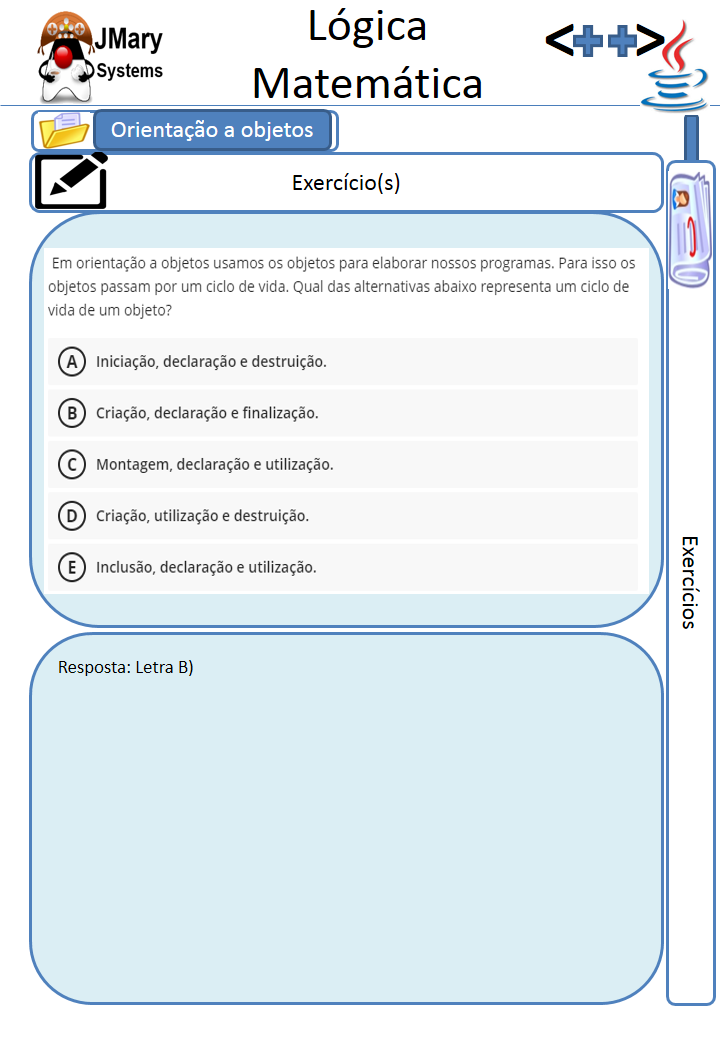 JMary
Systems
Lógica
Matemática
<++>
Orientação a objetos
Exercício(s)
Em orientação a objetos usamos os objetos para elaborar nossos programas. Para isso os
objetos passam por um ciclo de vida. Qual das alternativas abaixo representa um ciclo de
vida de um objeto?
A Iniciação, declaração e destruição.
B Criação, declaração e finalização.
C Montagem, declaração e utilização.
D Criação, utilização e destruição.
E Inclusão, declaração e utilização.
Exercícios
Resposta: Letra B)